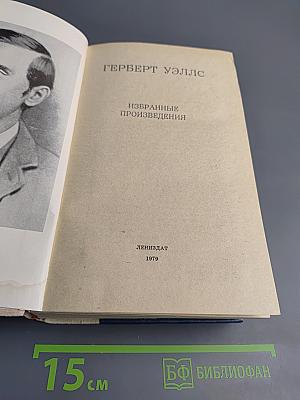 ГЕРБЕРТ УЭЛЛС
ИЗБРАННЫЕ
ПРОИЗВЕДЕНИЯ
ЛЕНИЗДАТ
1979
15 см
БФ БИБЛИОФАН